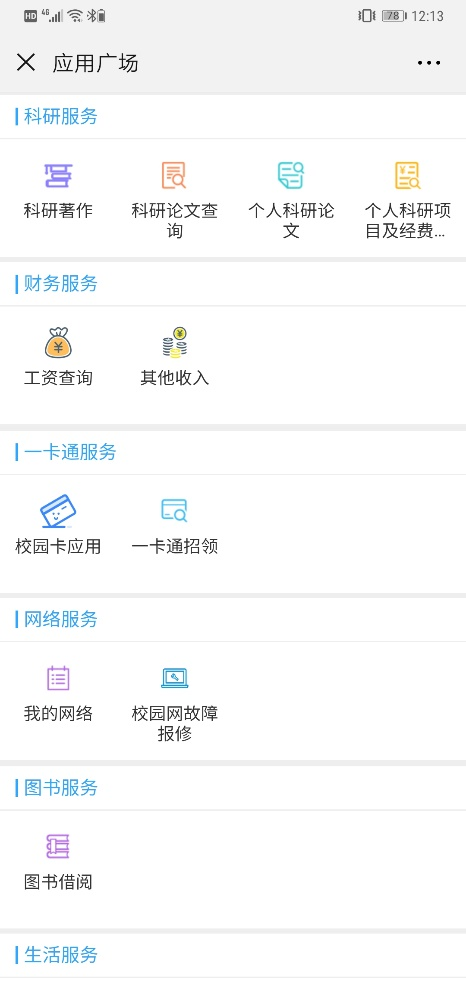 HD 4G 78 12:13
应用广场
科研服务
科研著作
科研论文查
询
个人科研论
文
个人科研项
目及经费...
财务服务
工资查询
其他收入
一卡通服务
校园卡应用
一卡通招领
网络服务
我的网络
校园网故障
报修
图书服务
图书借阅
生活服务